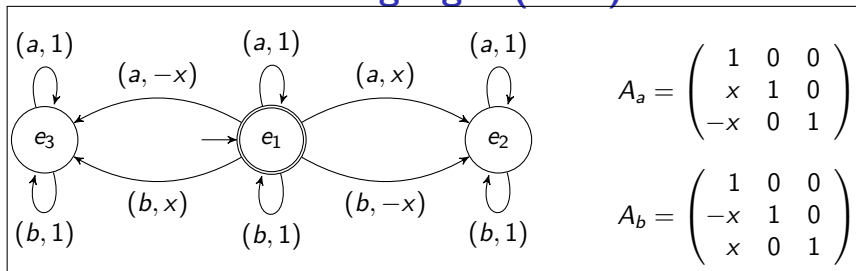 (a, 1) (a, 1) (a, 1)
(a, −x) (a, x)
e₃ e₁ e₂
(b, x) (b, −x)
(b, 1) (b, 1) (b, 1)
A_a = ( 1 0 0
x 1 0
−x 0 1 )
A_b = ( 1 0 0
−x 1 0
x 0 1 )